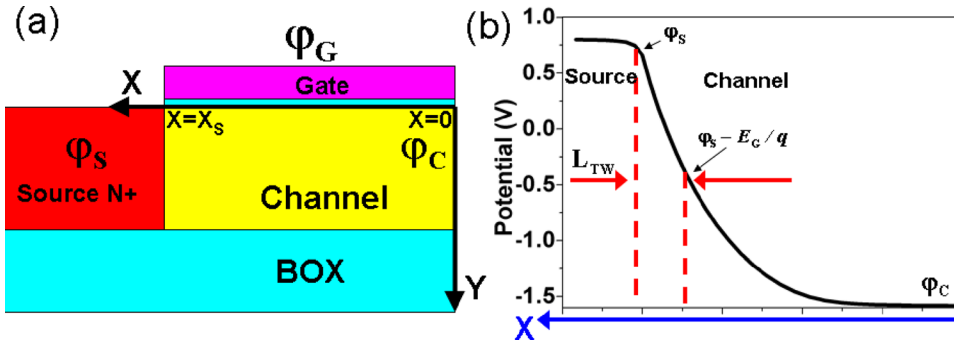 (a)
φG
Gate
X
X=XS
X=0
φS
φC
Source N+
Channel
BOX
Y
(b)
1.0
0.5
0.0
-0.5
-1.0
-1.5
Potential (V)
φS
Source
Channel
φS − EG / q
LTW
φC
X